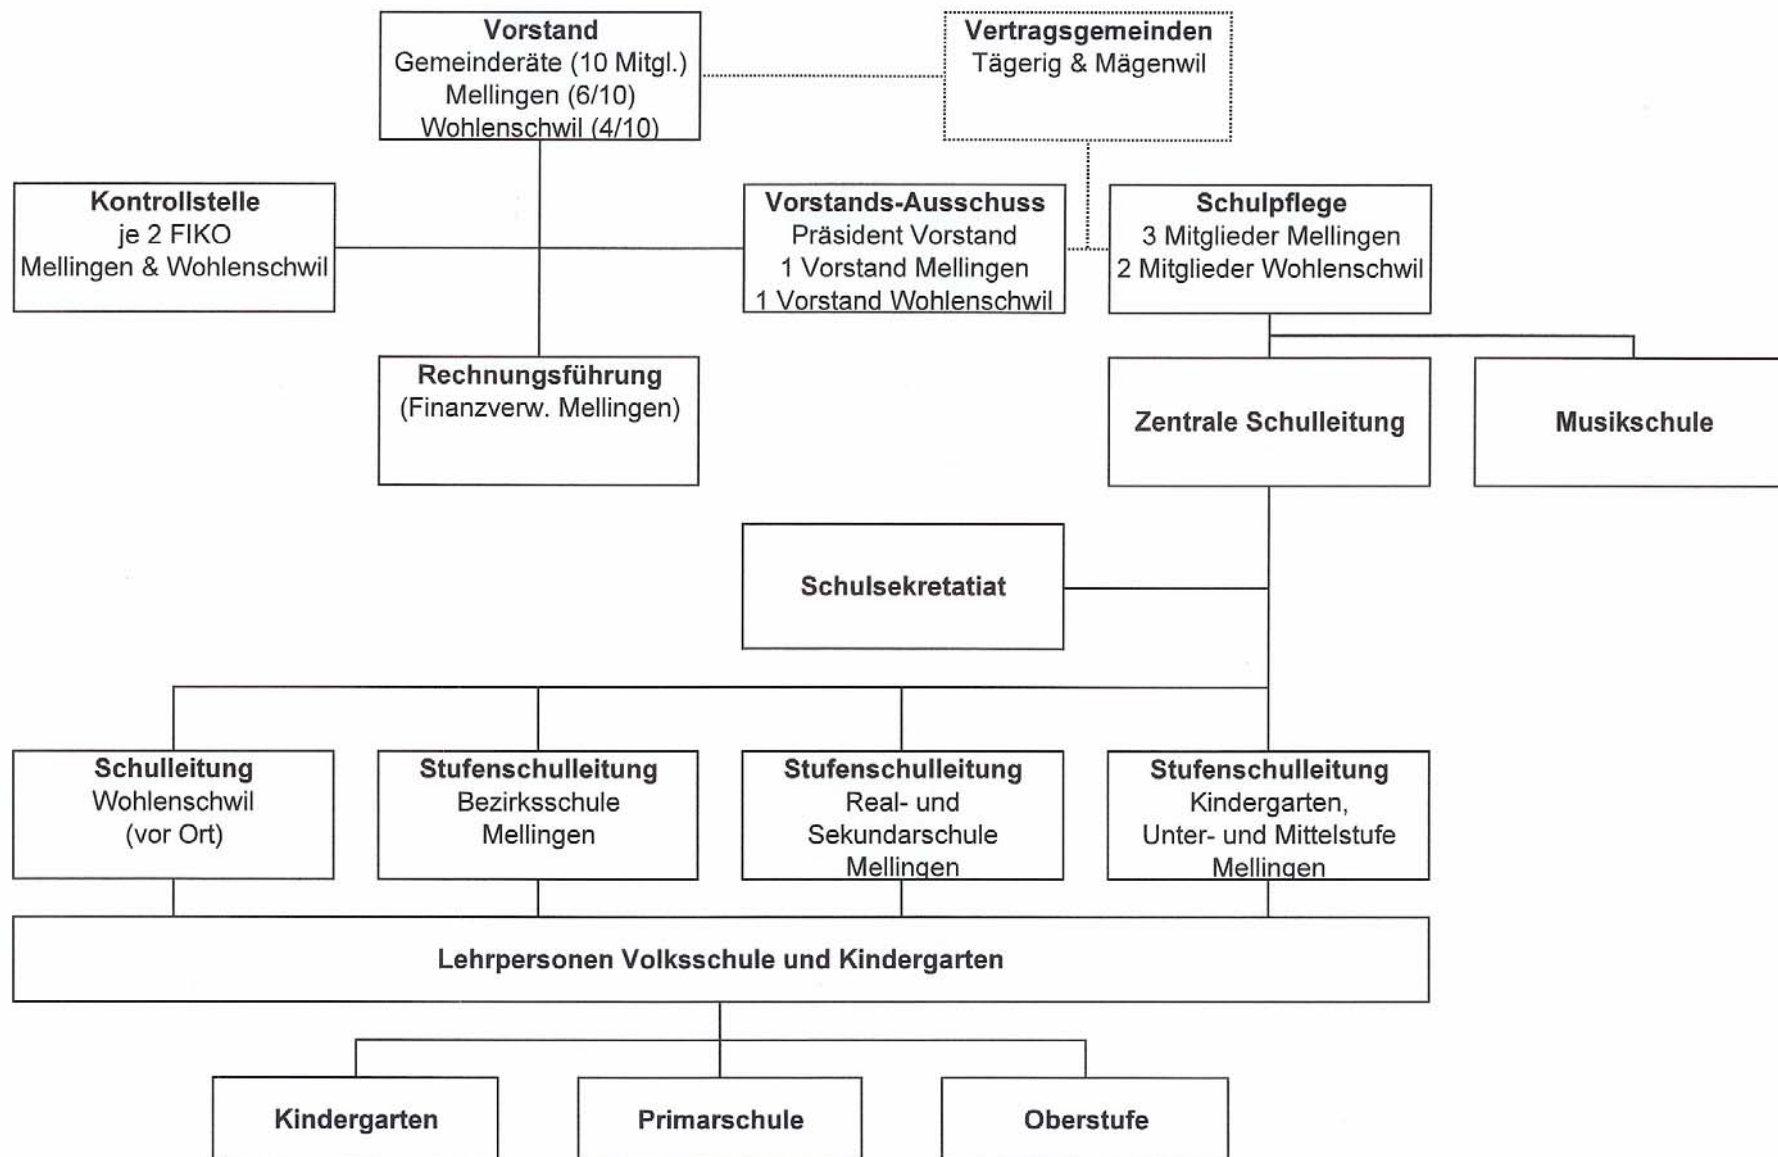 Vorstand
Gemeinderäte (10 Mitgl.)
Mellingen (6/10)
Wohlenschwil (4/10)
Vertragsgemeinden
Tägerig & Mägenwil
Kontrollstelle
je 2 FIKO
Mellingen & Wohlenschwil
Vorstands-Ausschuss
Präsident Vorstand
1 Vorstand Mellingen
1 Vorstand Wohlenschwil
Schulpflege
3 Mitglieder Mellingen
2 Mitglieder Wohlenschwil
Rechnungsführung
(Finanzverw. Mellingen)
Zentrale Schulleitung
Musikschule
Schulsekretatiat
Schulleitung
Wohlenschwil
(vor Ort)
Stufenschulleitung
Bezirksschule
Mellingen
Stufenschulleitung
Real- und
Sekundarschule
Mellingen
Stufenschulleitung
Kindergarten,
Unter- und Mittelstufe
Mellingen
Lehrpersonen Volksschule und Kindergarten
Kindergarten
Primarschule
Oberstufe